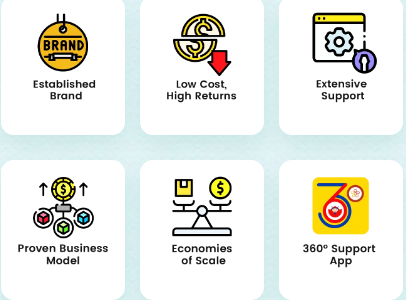 BRAND
Established
Brand
Low Cost,
High Returns
Extensive
Support
Proven Business
Model
Economies
of Scale
360° Support
App